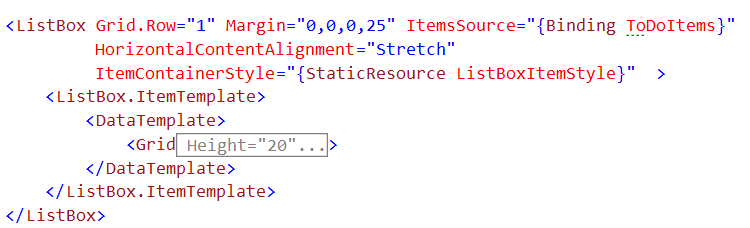 <ListBox Grid.Row="1" Margin="0,0,0,25" ItemsSource="{Binding ToDoItems}"
HorizontalContentAlignment="Stretch"
ItemContainerStyle="{StaticResource ListBoxItemStyle}"  >
<ListBox.ItemTemplate>
<DataTemplate>
<Grid Height="20"...>
</DataTemplate>
</ListBox.ItemTemplate>
</ListBox>